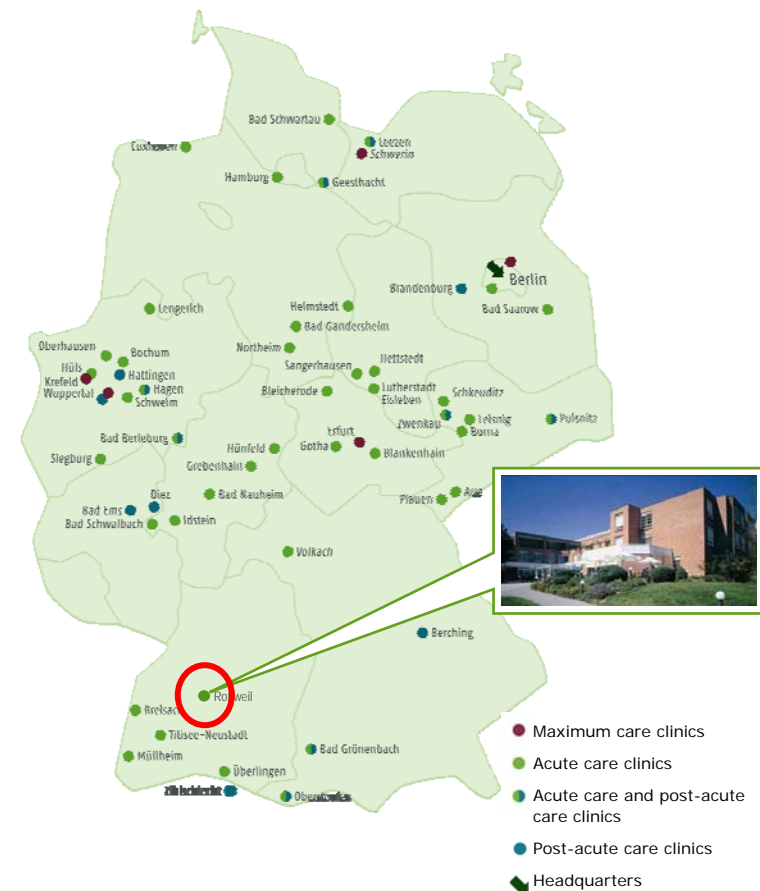 Bad Schwartau
Cuxhaven
Leezen
Schwerin
Hamburg
Geesthacht
Berlin
Brandenburg
Bad Saarow
Lengerich
Helmstedt
Bad Gandersheim
Oberhausen
Bochum
Northeim
Hüls
Hattingen
Krefeld
Hagen
Wuppertal
Schwelm
Sangerhausen
Hettstedt
Bleicherode
Lutherstadt
Eisleben
Schkeuditz
Zwenkau
Leisnig
Borna
Pulsnitz
Bad Berleburg
Erfurt
Hünfeld
Gotha
Blankenhain
Siegburg
Grebenhain
Diez
Bad Nauheim
Aue
Plauen
Bad Ems
Bad Schwalbach
Idstein
Volkach
Berching
Rottweil
Breisach
Titisee-Neustadt
Müllheim
Bad Grönenbach
Überlingen
Maximum care clinics
Acute care clinics
Acute care and post-acute
care clinics
Post-acute care clinics
Headquarters